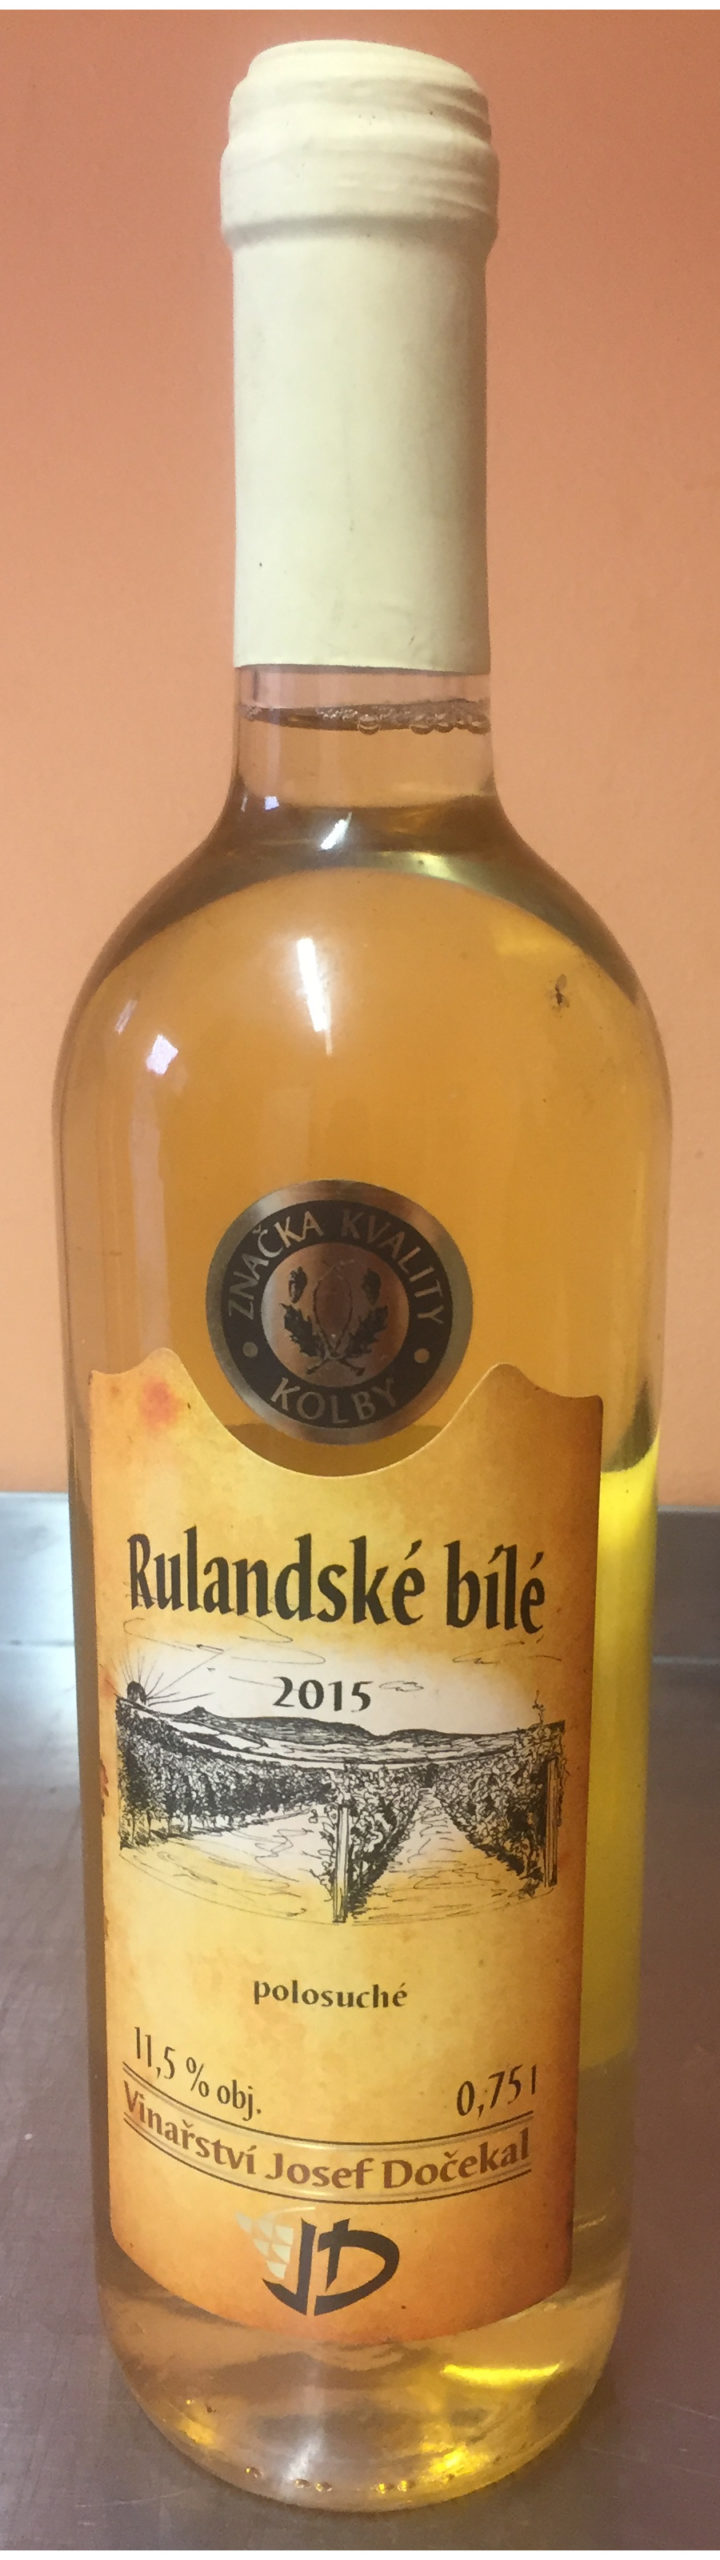 ZNAČKA KVALITY
KOLBY
Rulandské bílé
2015
polosuché
11,5 % obj. 0,75 l
Vinařství Josef Dočekal
JD